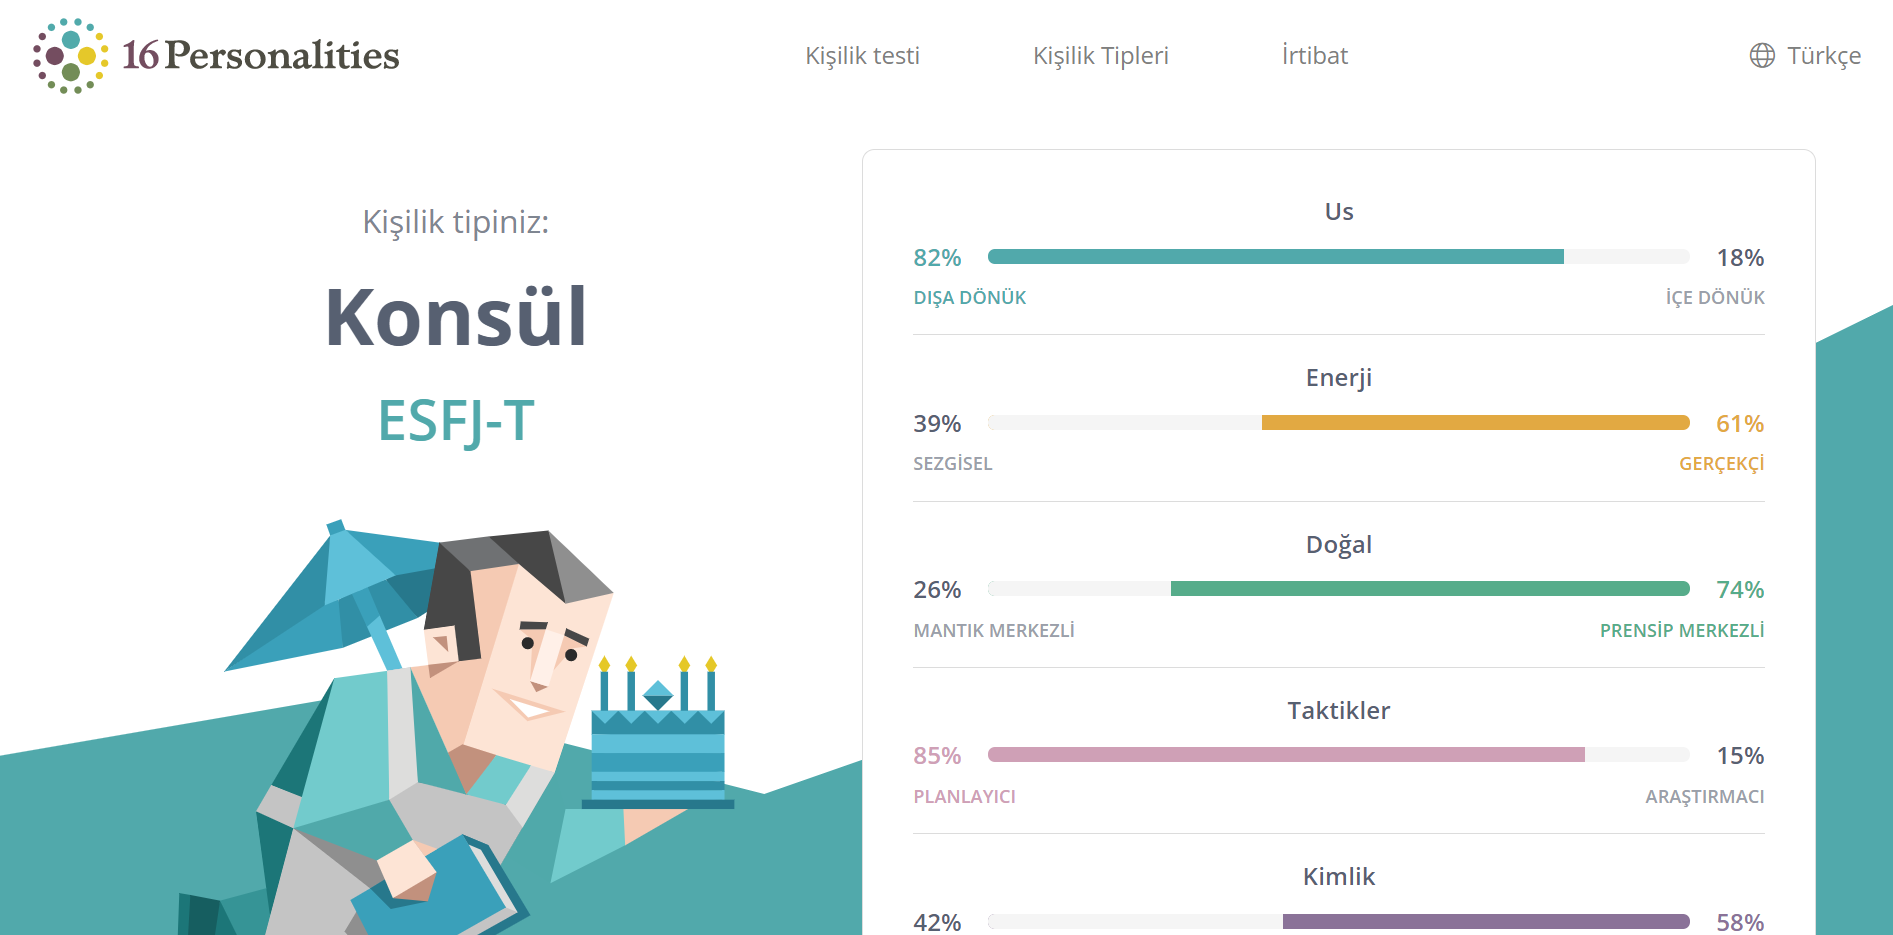 16Personalities
Kişilik testi
Kişilik Tipleri
İrtibat
Türkçe
Kişilik tipiniz:
Konsül
ESFJ-T
Us
82%
18%
DIŞA DÖNÜK
İÇE DÖNÜK
Enerji
39%
61%
SEZGİSEL
GERÇEKÇİ
Doğal
26%
74%
MANTIK MERKEZLİ
PRENSİP MERKEZLİ
Taktikler
85%
15%
PLANLAYICI
ARAŞTIRMACI
Kimlik
42%
58%